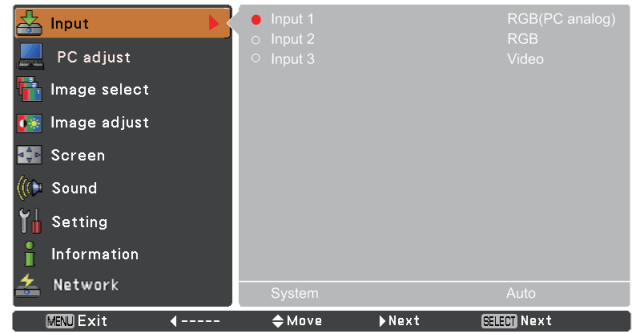 Input
PC adjust
Image select
Image adjust
Screen
Sound
Setting
Information
Network
Input 1 RGB(PC analog)
Input 2 RGB
Input 3 Video
System Auto
MENU Exit ----- Move Next SELECT Next